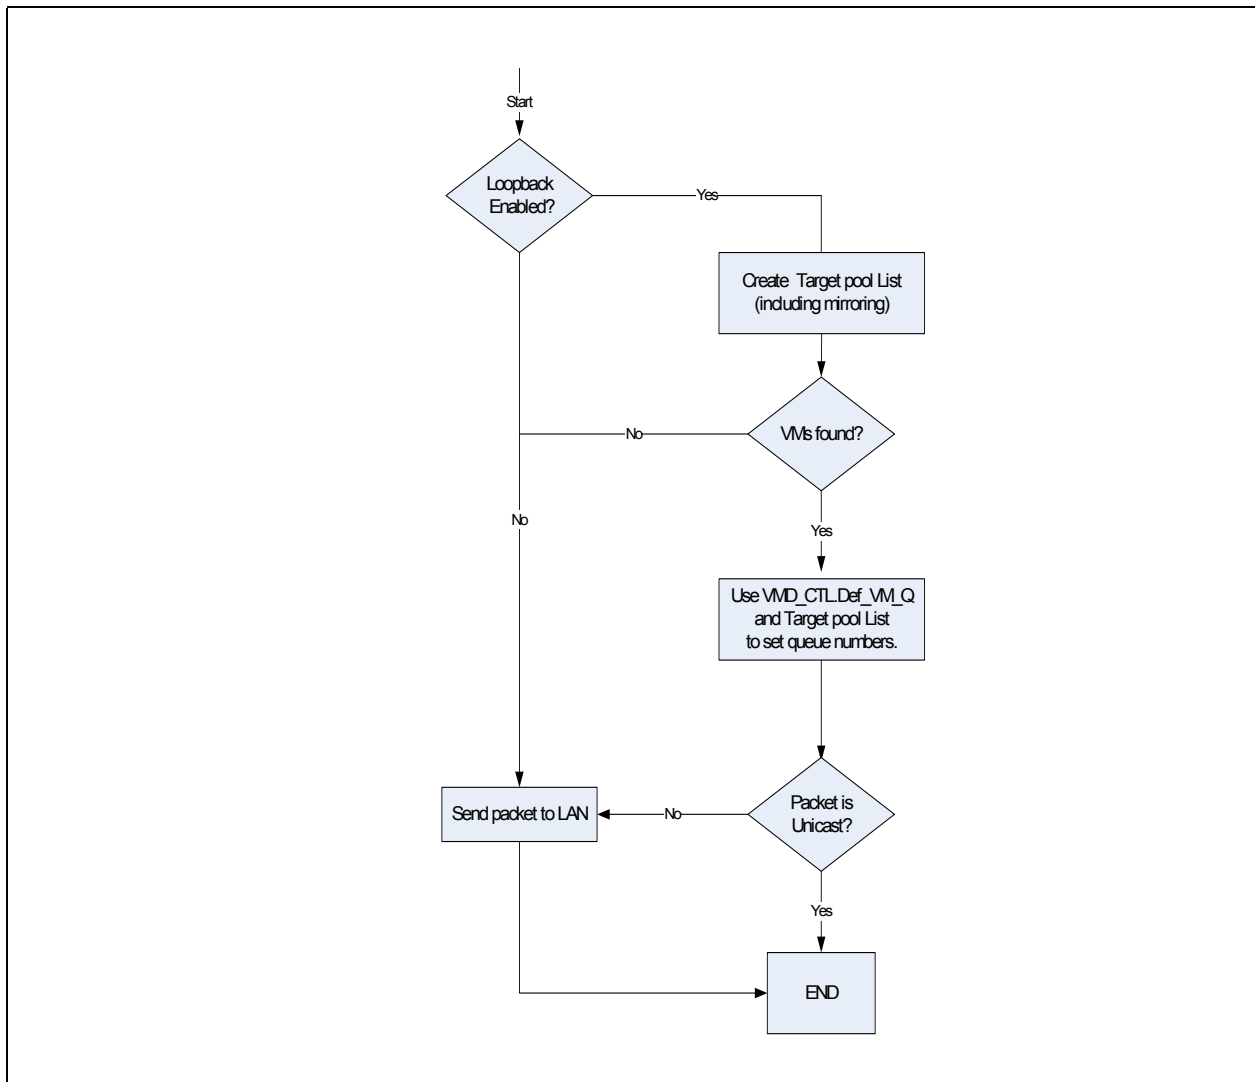 Start
Loopback
Enabled?
Yes
Create Target pool List
(including mirroring)
No
VMs found?
No
Yes
Use VMD_CTL.Def_VM_Q
and Target pool List
to set queue numbers.
Send packet to LAN
No
Packet is
Unicast?
Yes
END